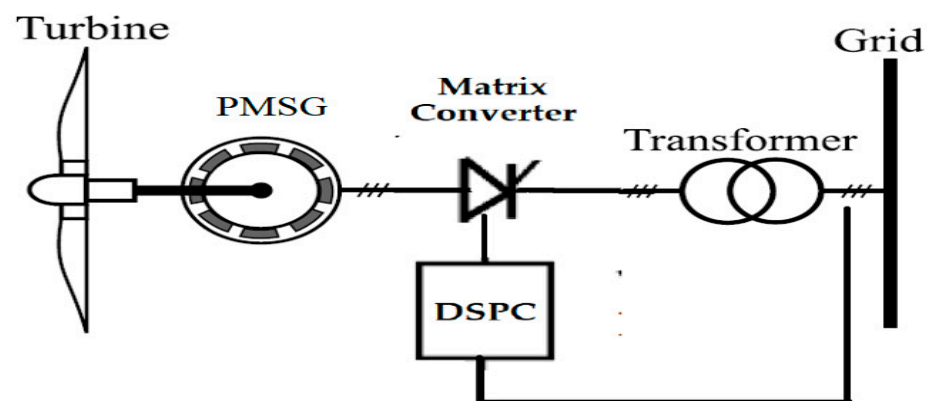 Turbine
Grid
PMSG
Matrix
Converter
Transformer
DSPC